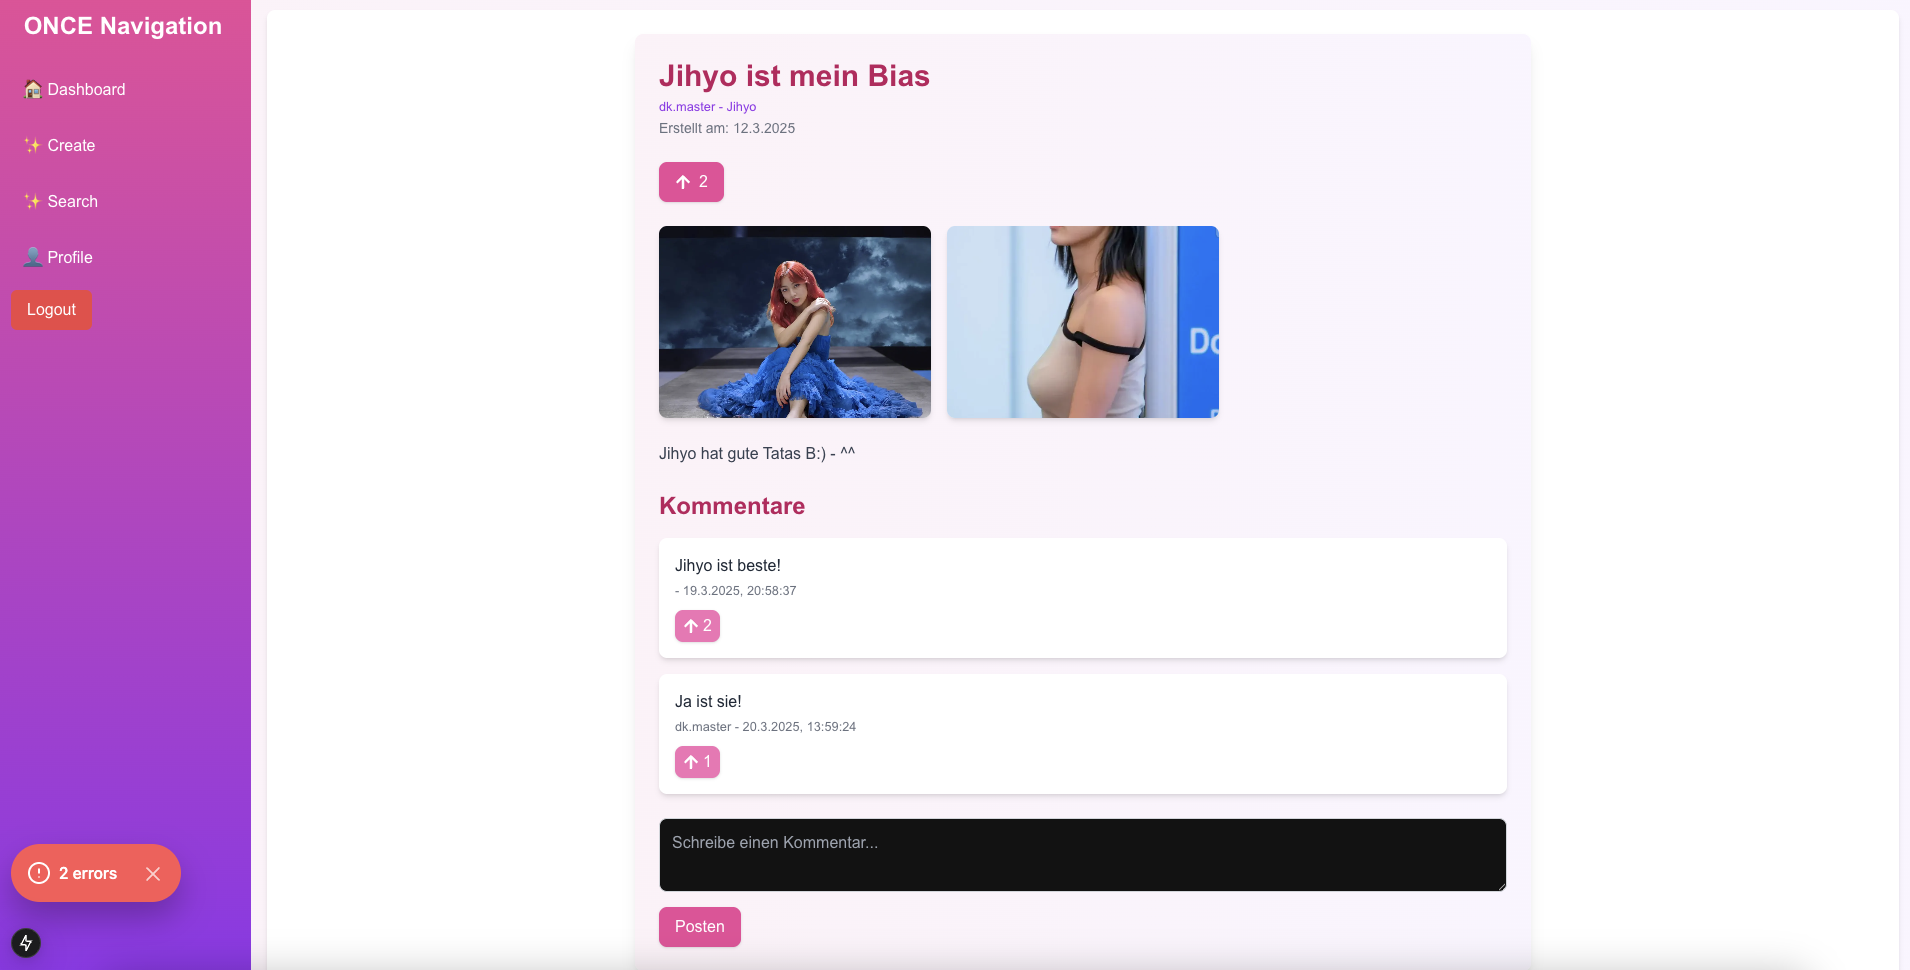 ONCE Navigation
Dashboard
Create
Search
Profile
Logout
Jihyo ist mein Bias
dk.master - Jihyo
Erstellt am: 12.3.2025
2
Do
Jihyo hat gute Tatas B:) - ^^
Kommentare
Jihyo ist beste!
- 19.3.2025, 20:58:37
2
Ja ist sie!
dk.master - 20.3.2025, 13:59:24
1
Schreibe einen Kommentar...
Posten
2 errors